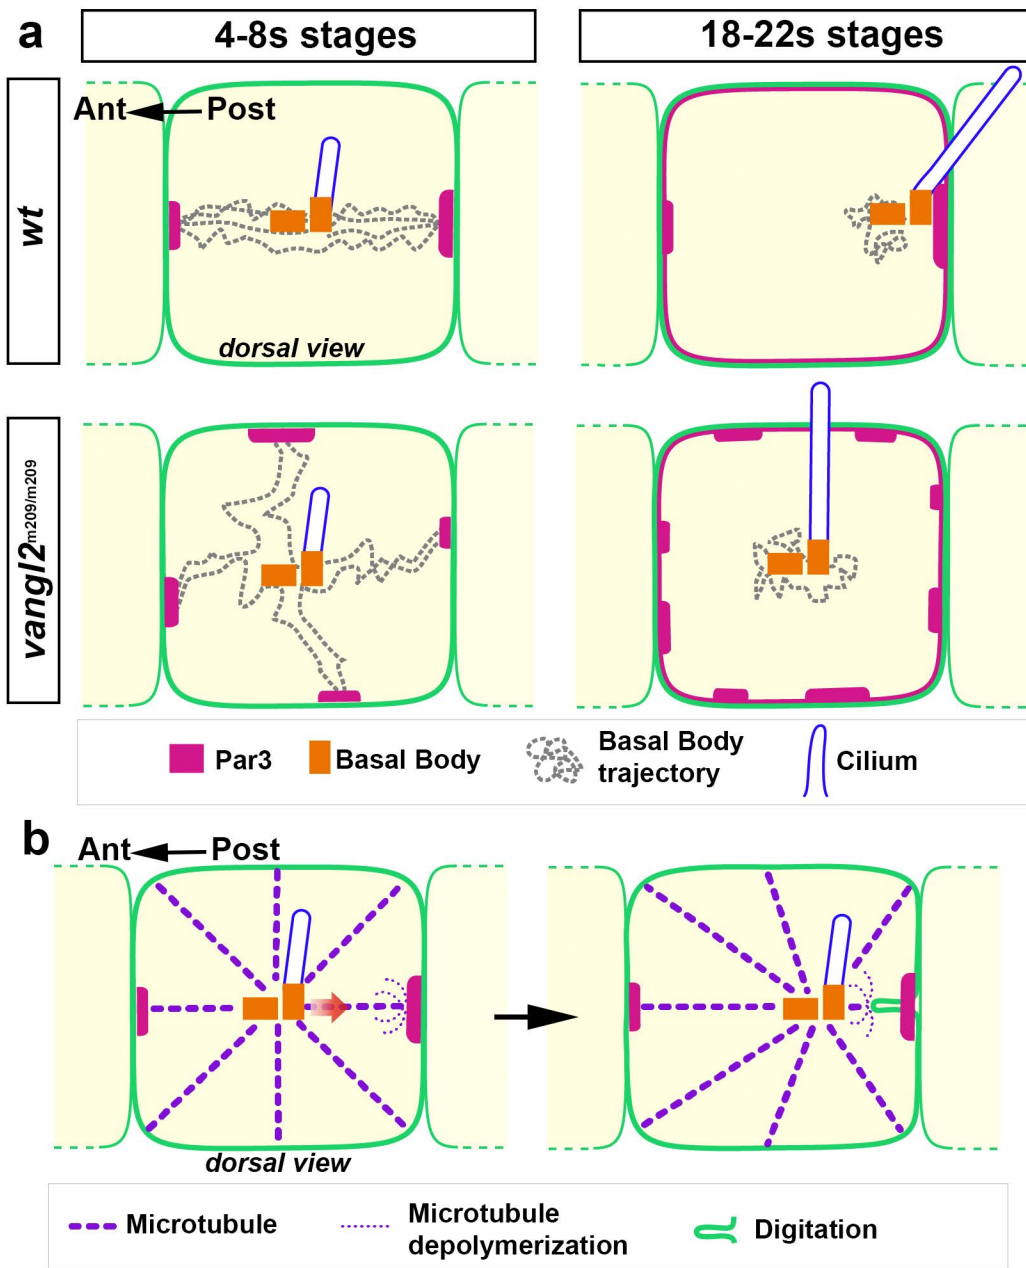 a
4-8s stages
18-22s stages
wt
Ant
Post
dorsal view
vangl2m209/m209
Par3
Basal Body
Basal Body
trajectory
Cilium
b
Ant
Post
dorsal view
Microtubule
Microtubule
depolymerization
Digitation